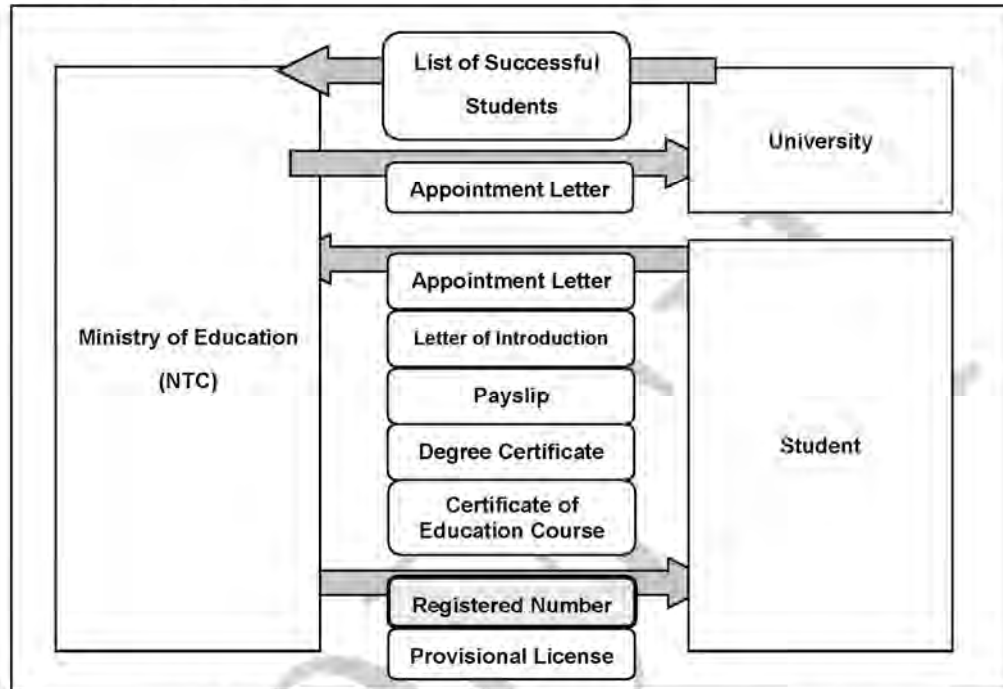 List of Successful
Students
University
Appointment Letter
Appointment Letter
Ministry of Education
(NTC)
Letter of Introduction
Payslip
Degree Certificate
Student
Certificate of
Education Course
Registered Number
Provisional License